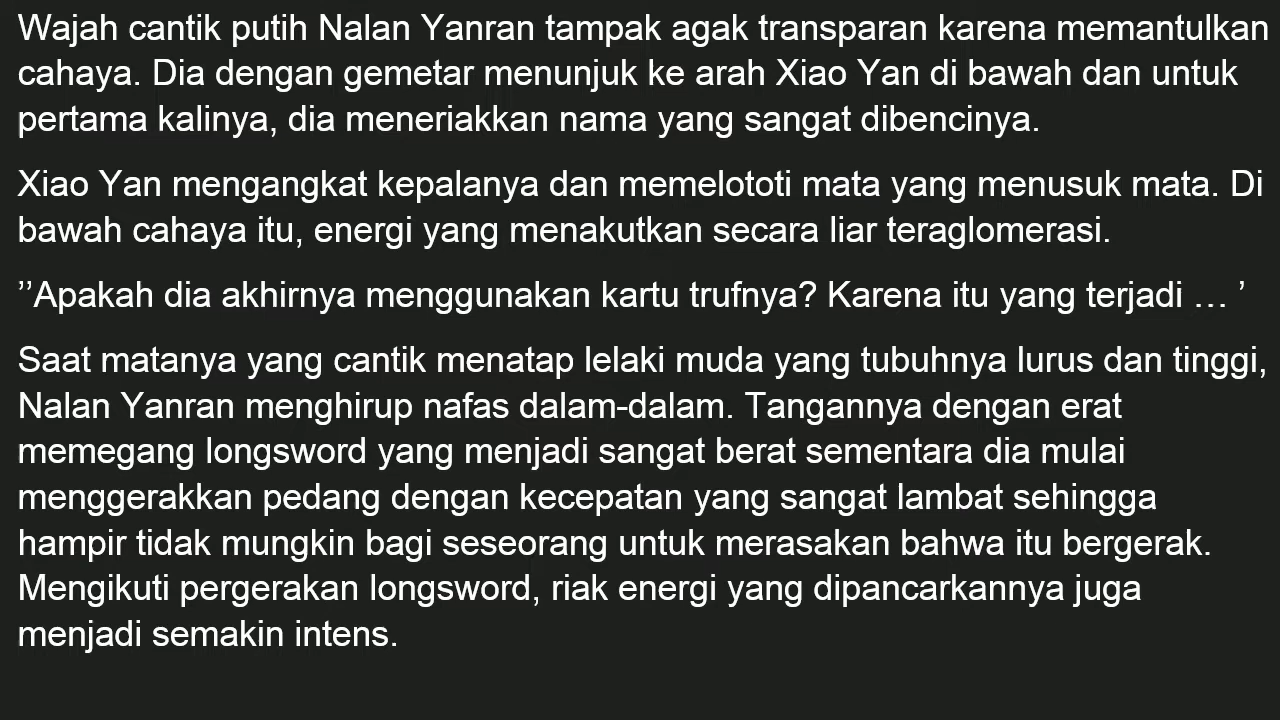 Wajah cantik putih Nalan Yanran tampak agak transparan karena memantulkan
cahaya. Dia dengan gemetar menunjuk ke arah Xiao Yan di bawah dan untuk
pertama kalinya, dia meneriakkan nama yang sangat dibencinya.
Xiao Yan mengangkat kepalanya dan memelototi mata yang menusuk mata. Di
bawah cahaya itu, energi yang menakutkan secara liar teraglomerasi.
’’Apakah dia akhirnya menggunakan kartu trufnya? Karena itu yang terjadi … ’
Saat matanya yang cantik menatap lelaki muda yang tubuhnya lurus dan tinggi,
Nalan Yanran menghirup nafas dalam-dalam. Tangannya dengan erat
memegang longsword yang menjadi sangat berat sementara dia mulai
menggerakkan pedang dengan kecepatan yang sangat lambat sehingga
hampir tidak mungkin bagi seseorang untuk merasakan bahwa itu bergerak.
Mengikuti pergerakan longsword, riak energi yang dipancarkannya juga
menjadi semakin intens.